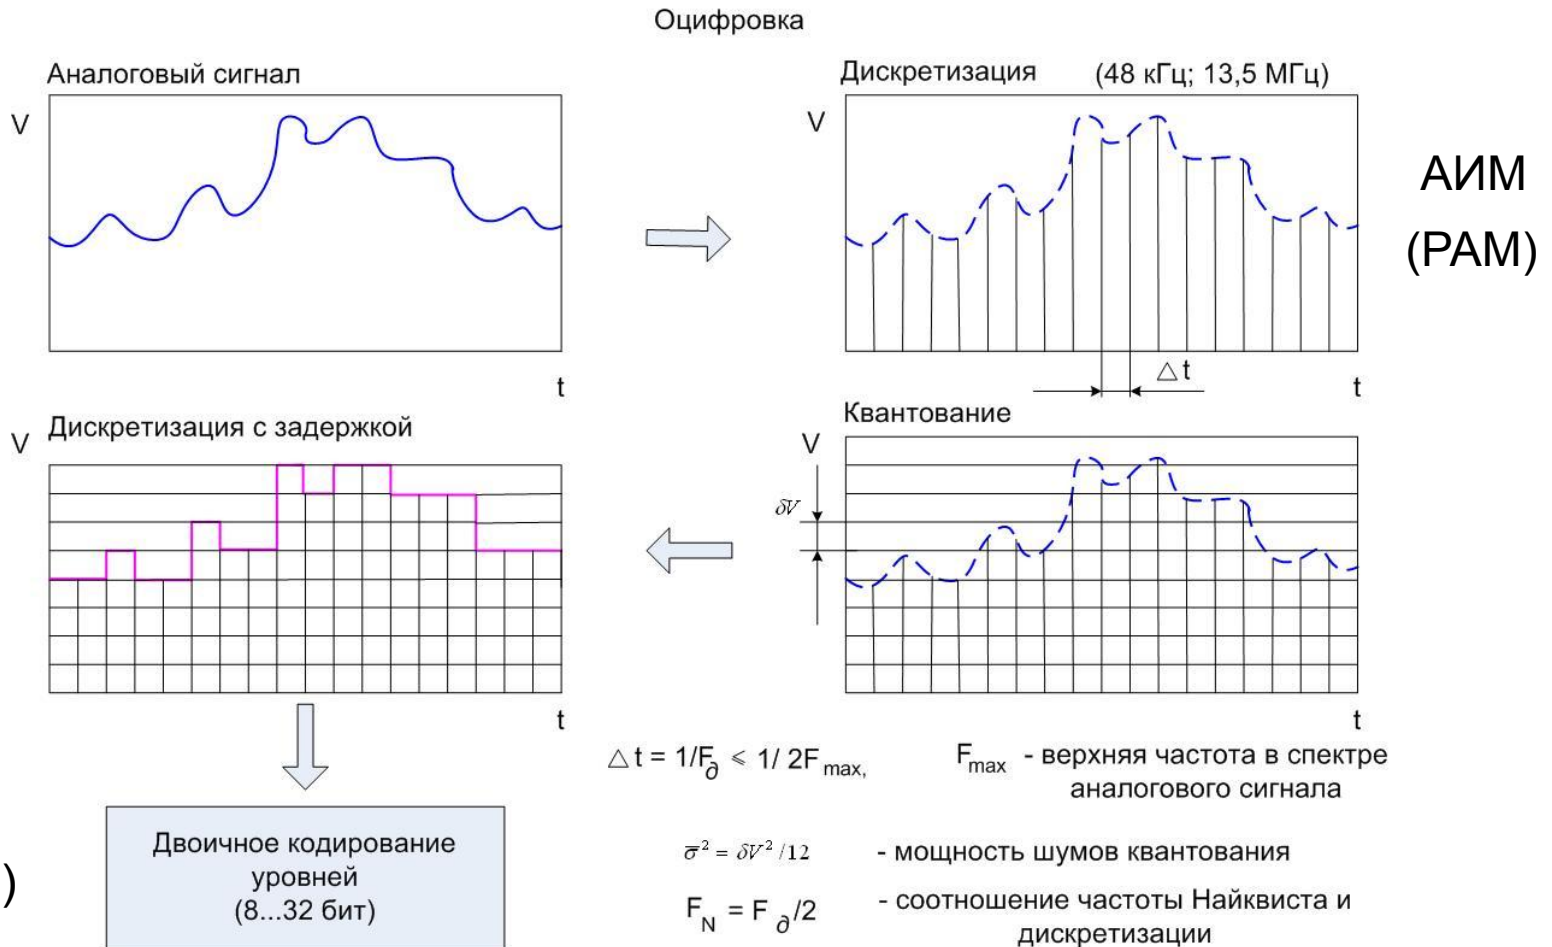 Оцифровка
Аналоговый сигнал
V
t
Дискретизация (48 кГц; 13,5 МГц)
V
△t
t
АИМ
(PAM)
Дискретизация с задержкой
V
t
Квантование
V
δV
t
△t = 1/F∂ ⩽ 1/ 2F max,
Fmax - верхняя частота в спектре
аналогового сигнала
Двоичное кодирование
уровней
(8...32 бит)
)
σ̅² = δV² /12 - мощность шумов квантования
FN = F∂/2 - соотношение частоты Найквиста и
дискретизации